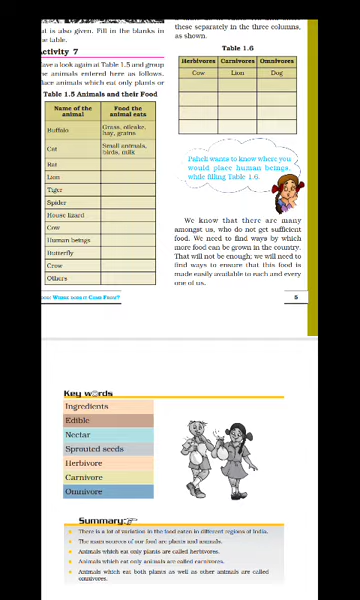 at is also given. Fill in the blanks in
e table.
ctivity 7
ave a look again at Table 1.5 and group
e animals entered here as follows.
lace animals which eat only plants or
these separately in the three columns,
as shown.
Table 1.5 Animals and their Food
Name of the animal Food the animal eats
Buffalo Grass, oilcake, hay, grains
Cat Small animals, birds, milk
Rat
Lion
Tiger
Spider
House lizard
Cow
Human beings
Butterfly
Crow
Others
Table 1.6
Herbivores Carnivores Omnivores
Cow Lion Dog
Paheli wants to know where you
would place human beings,
while filling Table 1.6.
We know that there are many
amongst us, who do not get sufficient
food. We need to find ways by which
more food can be grown in the country.
That will not be enough; we will need to
find ways to ensure that this food is
made easily available to each and every
one of us.
WHERE DOES IT COME FROM?
5
Key words
Ingredients
Edible
Nectar
Sprouted seeds
Herbivore
Carnivore
Omnivore
Summary
There is a lot of variation in the food eaten in different regions of India.
The main sources of our food are plants and animals.
Animals which eat only plants are called herbivores.
Animals which eat only animals are called carnivores.
Animals which eat both plants as well as other animals are called
omnivores.